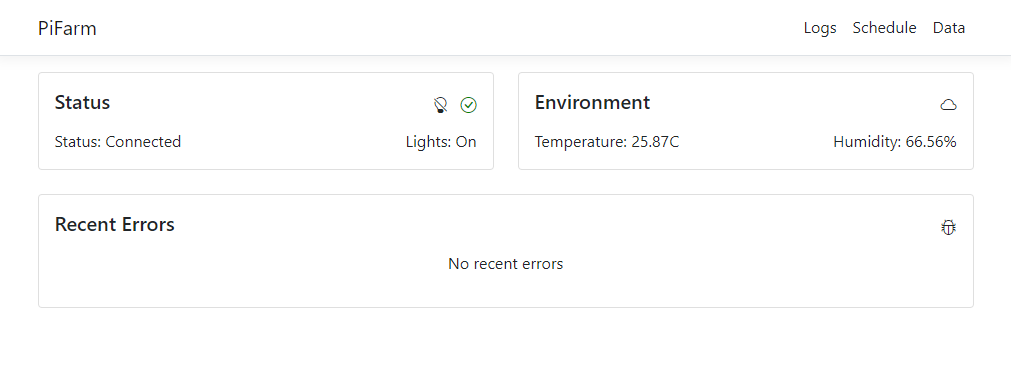 PiFarm
Logs Schedule Data
Status
Status: Connected
Lights: On
Environment
Temperature: 25.87C
Humidity: 66.56%
Recent Errors
No recent errors